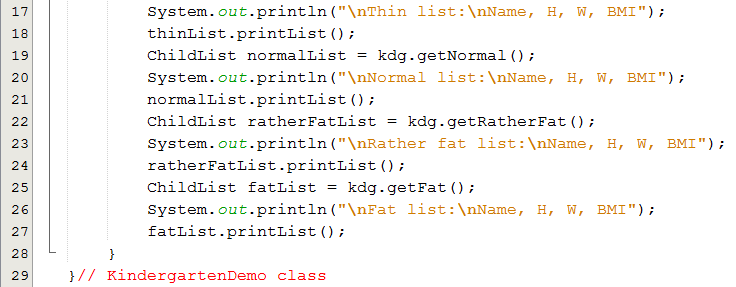 17 System.out.println("\nThin list:\nName, H, W, BMI");
18 thinList.printList();
19 ChildList normalList = kdg.getNormal();
20 System.out.println("\nNormal list:\nName, H, W, BMI");
21 normalList.printList();
22 ChildList ratherFatList = kdg.getRatherFat();
23 System.out.println("\nRather fat list:\nName, H, W, BMI");
24 ratherFatList.printList();
25 ChildList fatList = kdg.getFat();
26 System.out.println("\nFat list:\nName, H, W, BMI");
27 fatList.printList();
28 }
29 }// KindergartenDemo class